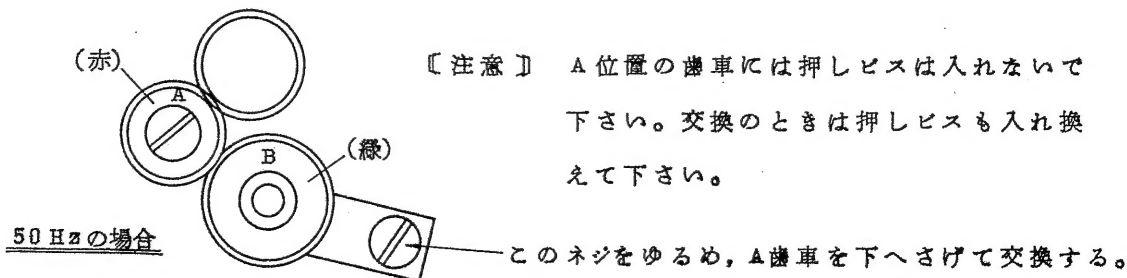 (赤)
A
B
(緑)
50Hzの場合
〔注意〕 A位置の歯車には押しビスは入れないで
下さい。交換のときは押しビスも入れ換
えて下さい。
このネジをゆるめ，A歯車を下へさげて交換する。